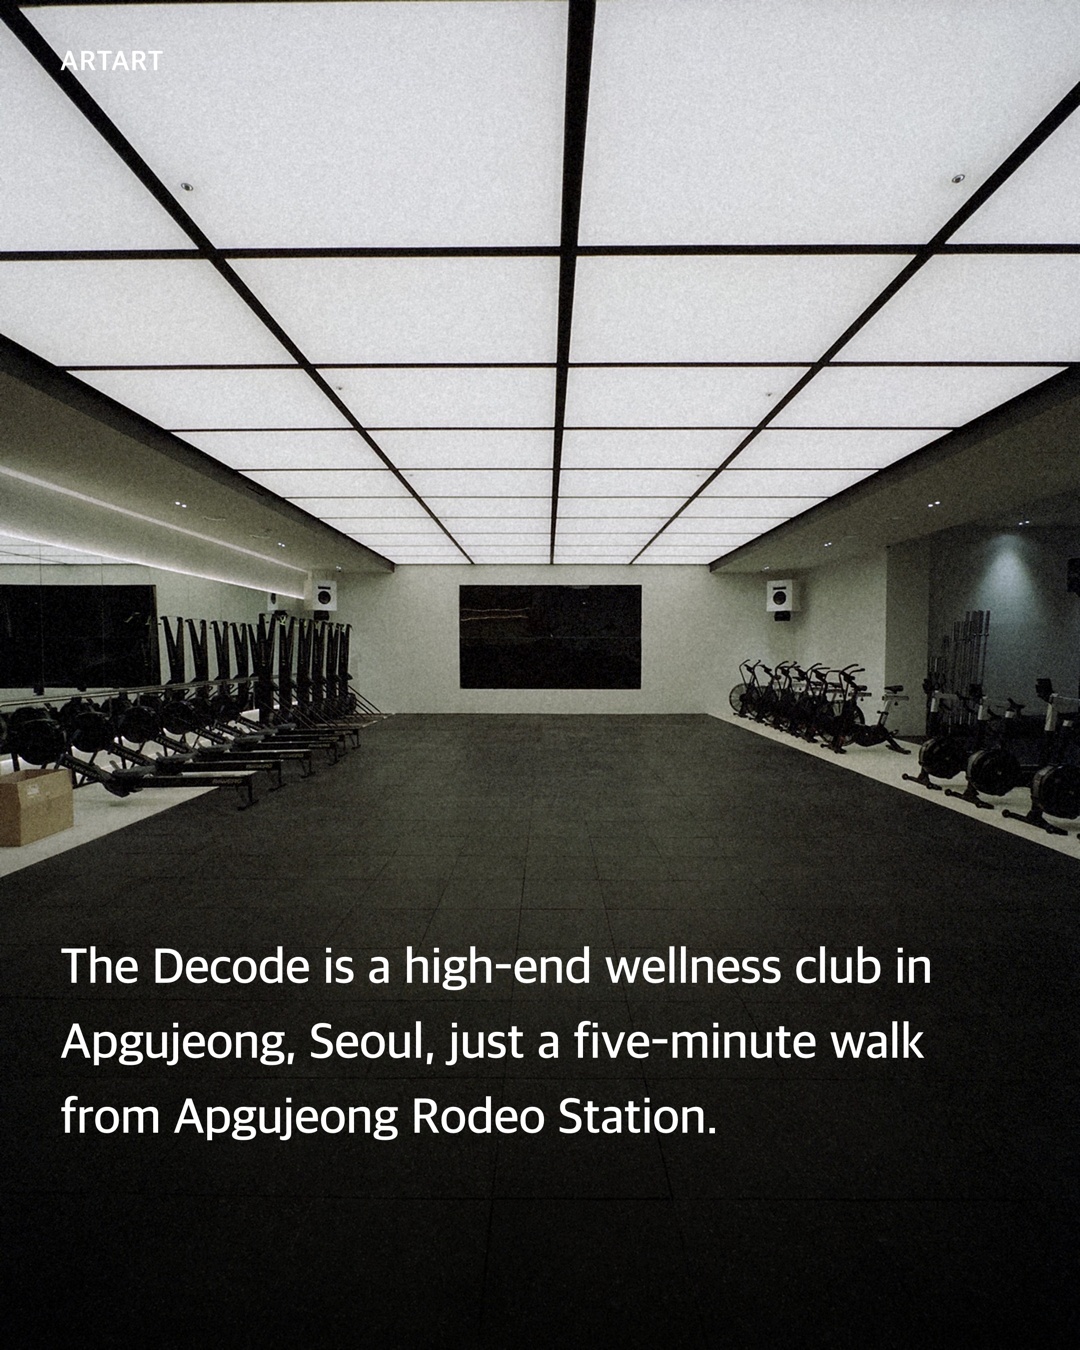 ARTART
The Decode is a high-end wellness club in
Apgujeong, Seoul, just a five-minute walk
from Apgujeong Rodeo Station.